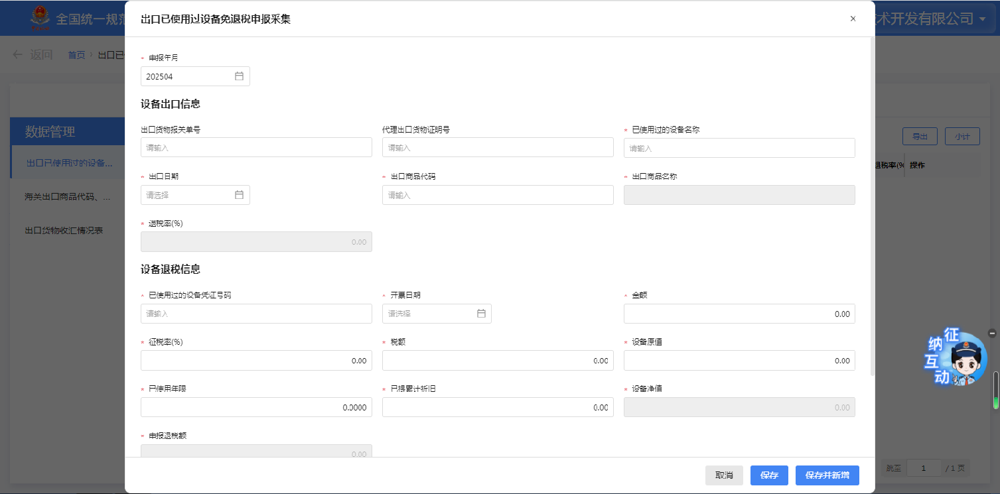 全国统一规范
术开发有限公司
出口已使用过设备免退税申报采集
返回 首页 出口已
* 申报年月
202504
设备出口信息
数据管理
出口已使用过的设备...
海关出口商品代码、...
出口货物收汇情况表
出口货物报关单号 代理出口货物证明号 * 已使用过的设备名称
请输入 请输入 请输入
导出 小计
退税率(% 操作
* 出口日期 * 出口商品代码 * 出口商品名称
请选择 请输入
* 退税率(%)
0.00
设备退税信息
* 已使用过的设备凭证号码 * 开票日期 * 金额
请输入 请选择 0.00
* 征税率(%) * 税额 * 设备原值
0.00 0.00 0.00
* 已使用年限 * 已提累计折旧 * 设备净值
0.0000 0.00 0.00
* 申报退税额
0.00
征纳互动
跳至 1 / 1 页
取消 保存 保存并新增